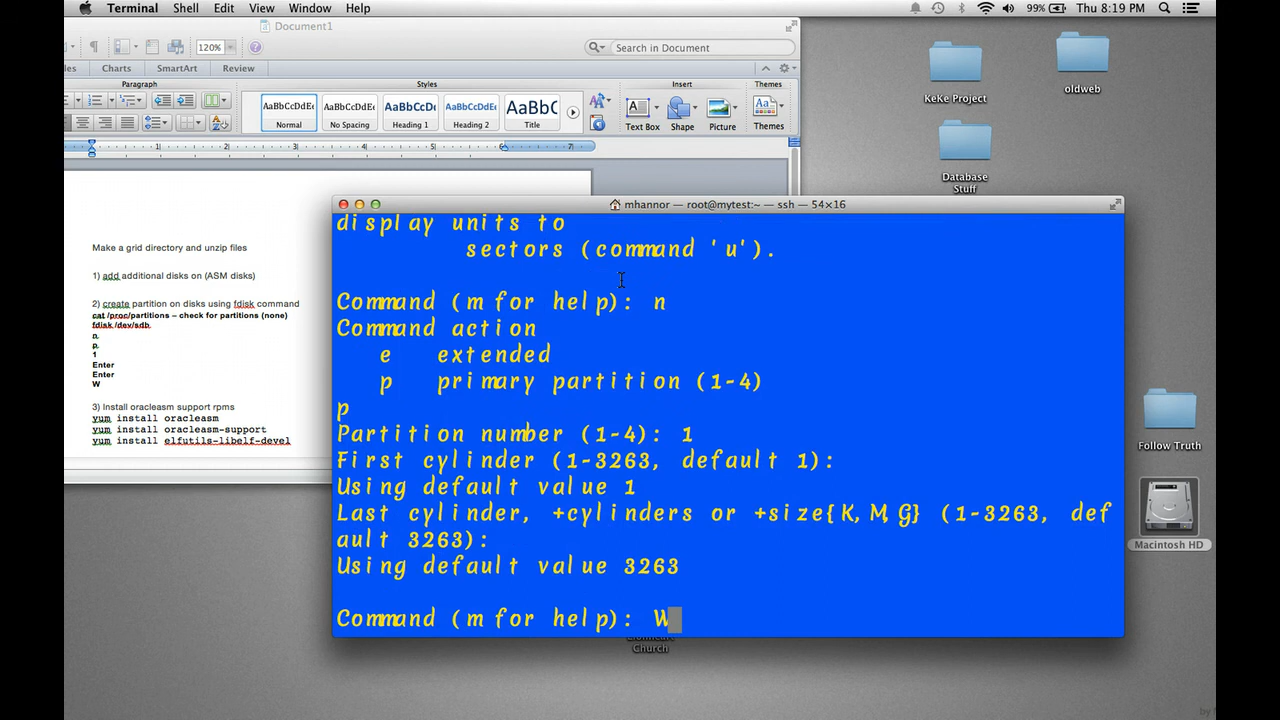 Terminal Shell Edit View Window Help 99% Thu 8:19 PM
Document1
120% Search in Document
les Charts SmartArt Review
Paragraph Styles Insert Themes
AaBbCcDdEe AaBbCcDdEe AaBbCcDc AaBbCcDdEe AaBbC
Normal No Spacing Heading 1 Heading 2 Title Text Box Shape Picture Themes
KeKe Project
oldweb
Database
Stuff
Follow Truth
Macintosh HD
Make a grid directory and unzip files
1) add additional disks on (ASM disks)
2) create partition on disks using fdisk command
cat /proc/partitions – check for partitions (none)
fdisk /dev/sdb
n
p
1
Enter
Enter
W
3) Install oracleasm support rpms
yum install oracleasm
yum install oracleasm-support
yum install elfutils-libelf-devel
mhannor — root@mytest:~ — ssh — 54×16
display units to
sectors (command 'u').
Command (m for help): n
Command action
e extended
p primary partition (1-4)
p
Partition number (1-4): 1
First cylinder (1-3263, default 1):
Using default value 1
Last cylinder, +cylinders or +size{K,M,G} (1-3263, def
ault 3263):
Using default value 3263
Command (m for help): W
Church